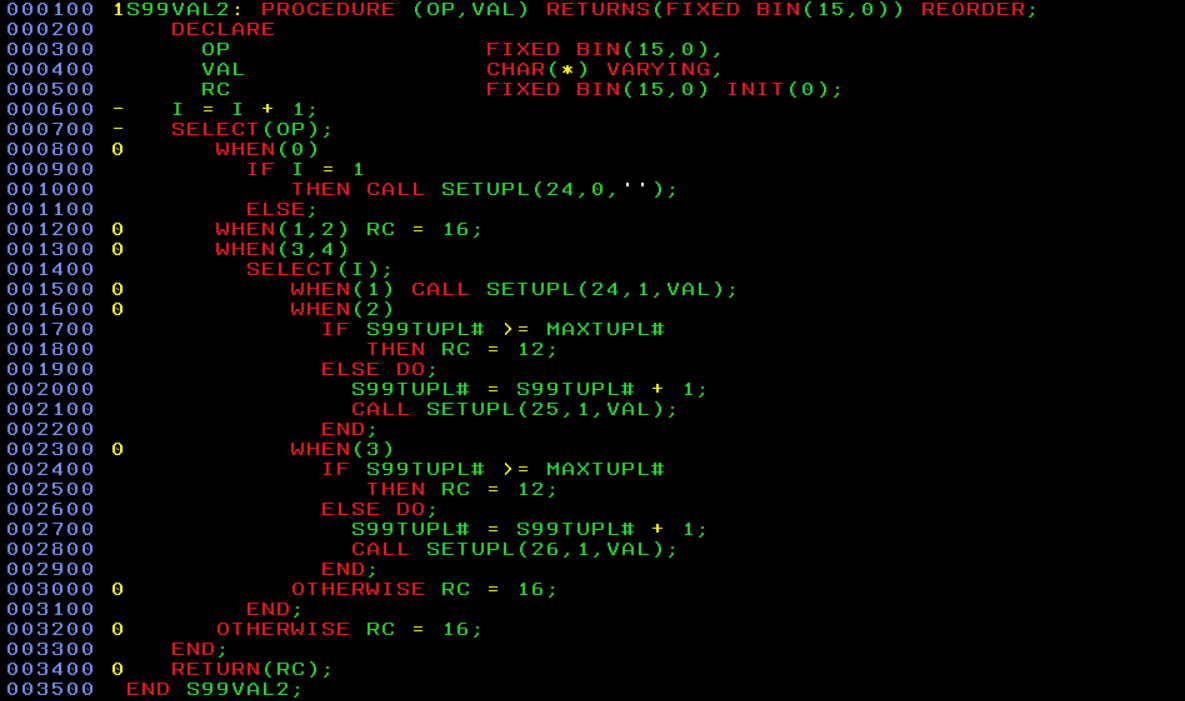 000100 1S99VAL2: PROCEDURE (OP,VAL) RETURNS(FIXED BIN(15,0)) REORDER;
000200     DECLARE
000300       OP                 FIXED BIN(15,0),
000400       VAL                CHAR(*) VARYING,
000500       RC                 FIXED BIN(15,0) INIT(0);
000600 -   I = I + 1;
000700 -   SELECT(OP);
000800 0      WHEN(0)
000900          IF I = 1
001000             THEN CALL SETUPL(24,0,'');
001100          ELSE;
001200 0      WHEN(1,2) RC = 16;
001300 0      WHEN(3,4)
001400          SELECT(I);
001500 0           WHEN(1) CALL SETUPL(24,1,VAL);
001600 0           WHEN(2)
001700               IF S99TUPL# >= MAXTUPL#
001800                  THEN RC = 12;
001900               ELSE DO;
002000                 S99TUPL# = S99TUPL# + 1;
002100                 CALL SETUPL(25,1,VAL);
002200               END;
002300 0           WHEN(3)
002400               IF S99TUPL# >= MAXTUPL#
002500                  THEN RC = 12;
002600               ELSE DO;
002700                 S99TUPL# = S99TUPL# + 1;
002800                 CALL SETUPL(26,1,VAL);
002900               END;
003000 0           OTHERWISE RC = 16;
003100          END;
003200 0      OTHERWISE RC = 16;
003300     END;
003400 0   RETURN(RC);
003500  END S99VAL2;